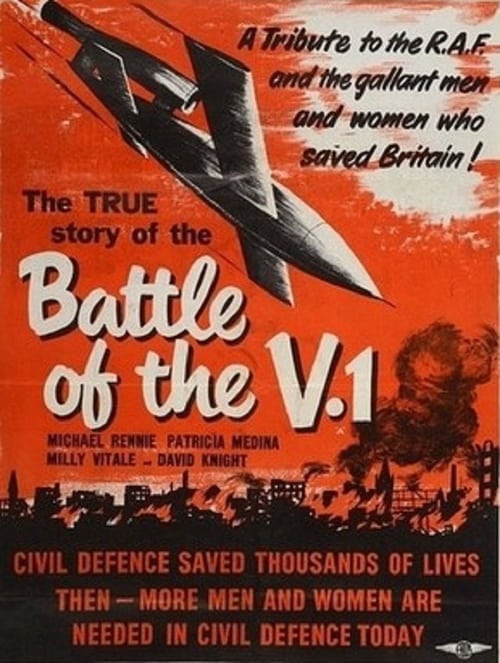 A Tribute to the R.A.F.
and the gallant men
and women who
saved Britain!
The TRUE
story of the
Battle
of the V.1
MICHAEL RENNIE PATRICIA MEDINA
MILLY VITALE - DAVID KNIGHT
CIVIL DEFENCE SAVED THOUSANDS OF LIVES
THEN — MORE MEN AND WOMEN ARE
NEEDED IN CIVIL DEFENCE TODAY